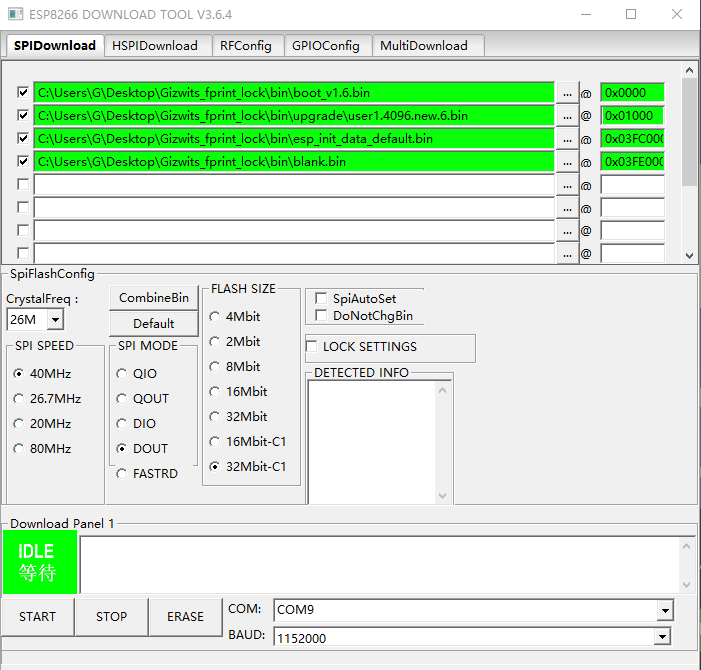 ESP8266 DOWNLOAD TOOL V3.6.4
SPIDownload HSPIDownload RFConfig GPIOConfig MultiDownload
C:\Users\G\Desktop\Gizwits_fprint_lock\bin\boot_v1.6.bin ... @ 0x0000
C:\Users\G\Desktop\Gizwits_fprint_lock\bin\upgrade\user1.4096.new.6.bin ... @ 0x01000
C:\Users\G\Desktop\Gizwits_fprint_lock\bin\esp_init_data_default.bin ... @ 0x03FC000
C:\Users\G\Desktop\Gizwits_fprint_lock\bin\blank.bin ... @ 0x03FE000
... @
... @
... @
... @
SpiFlashConfig
CrystalFreq :
26M
CombineBin
Default
SPI SPEED
40MHz
26.7MHz
20MHz
80MHz
SPI MODE
QIO
QOUT
DIO
DOUT
FASTRD
FLASH SIZE
4Mbit
2Mbit
8Mbit
16Mbit
32Mbit
16Mbit-C1
32Mbit-C1
SpiAutoSet
DoNotChgBin
LOCK SETTINGS
DETECTED INFO
Download Panel 1
IDLE
等待
START STOP ERASE
COM: COM9
BAUD: 1152000